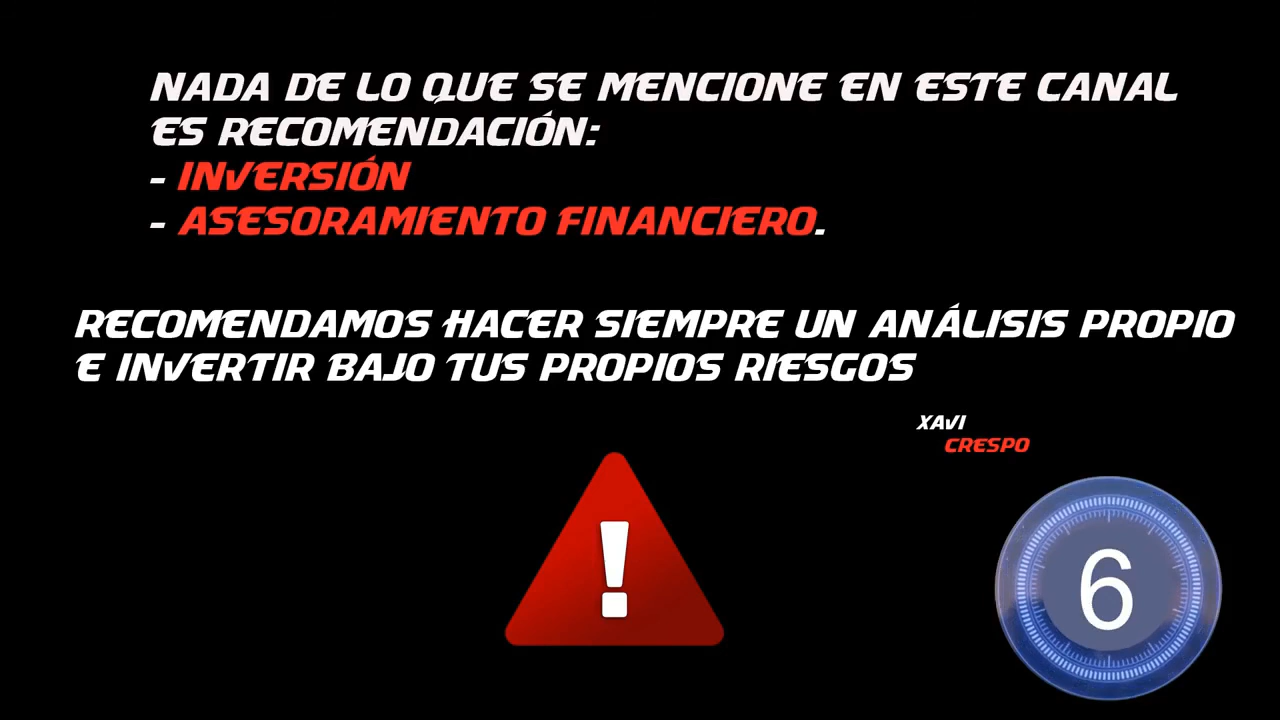 NADA DE LO QUE SE MENCIONE EN ESTE CANAL
ES RECOMENDACIÓN:
- INVERSIÓN
- ASESORAMIENTO FINANCIERO.
RECOMENDAMOS HACER SIEMPRE UN ANÁLISIS PROPIO
E INVERTIR BAJO TUS PROPIOS RIESGOS
XAVI
CRESPO
!
6